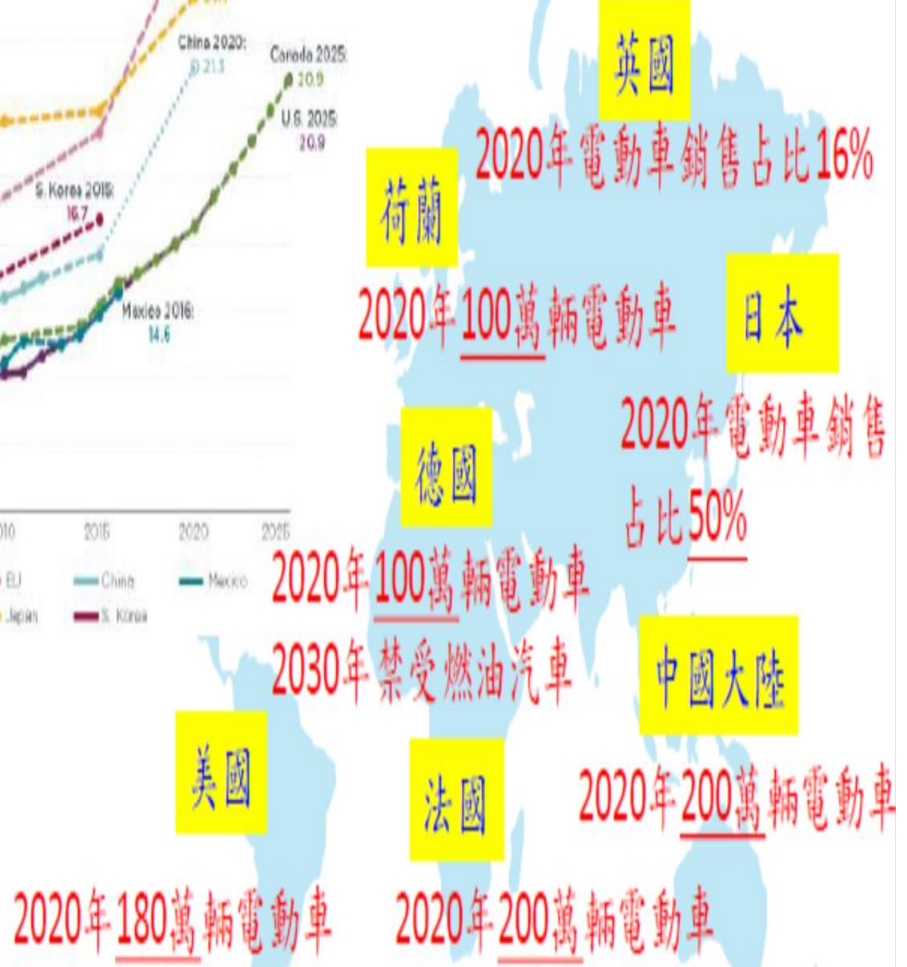 China 2020:
21.3
Canada 2025:
20.9
U.S. 2025:
20.9
S. Korea 2015:
16.7
Mexico 2016:
14.6
2015
2020
2025
EU
China
Mexico
Japan
S. Korea
英國
2020年電動車銷售占比16%
荷蘭
2020年100萬輛電動車
日本
2020年電動車銷售
占比50%
德國
2020年100萬輛電動車
2030年禁受燃油汽車
中國大陸
2020年200萬輛電動車
美國
2020年180萬輛電動車
法國
2020年200萬輛電動車